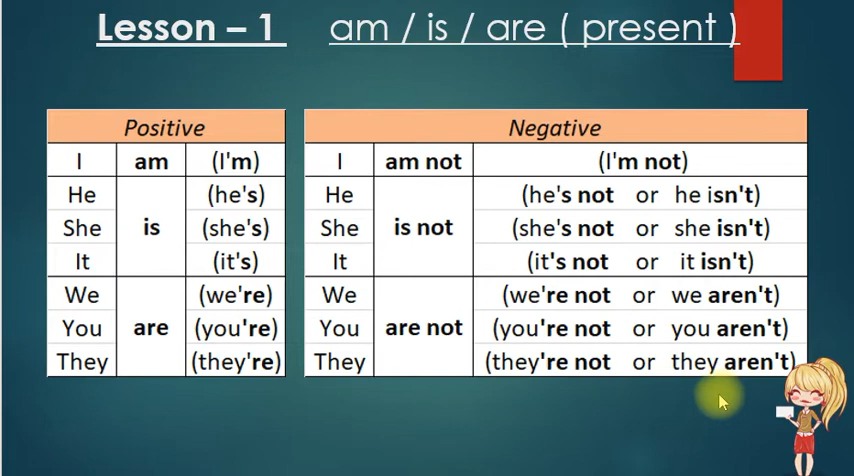 Lesson – 1 am / is / are ( present )
Positive Negative
I am (I'm) I am not (I'm not)
He (he's) He (he's not or he isn't)
She is (she's) She is not (she's not or she isn't)
It (it's) It (it's not or it isn't)
We (we're) We (we're not or we aren't)
You are (you're) You are not (you're not or you aren't)
They (they're) They (they're not or they aren't)